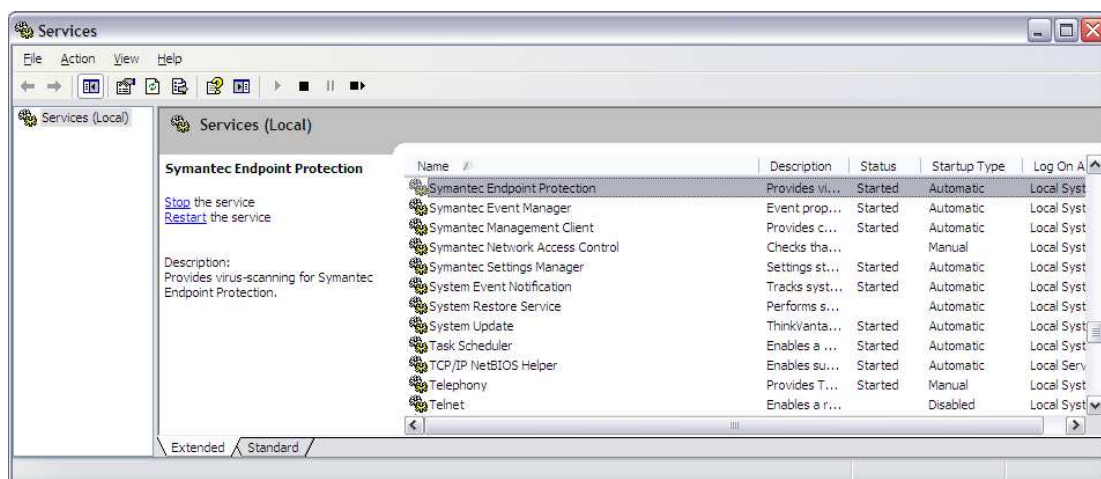 Services
File Action View Help
Services (Local)
Services (Local)
Symantec Endpoint Protection
Stop the service
Restart the service
Description:
Provides virus-scanning for Symantec
Endpoint Protection.
Name Description Status Startup Type Log On A
Symantec Endpoint Protection Provides vi... Started Automatic Local Syst
Symantec Event Manager Event prop... Started Automatic Local Syst
Symantec Management Client Provides c... Started Automatic Local Syst
Symantec Network Access Control Checks tha... Manual Local Syst
Symantec Settings Manager Settings st... Started Automatic Local Syst
System Event Notification Tracks syst... Started Automatic Local Syst
System Restore Service Performs s... Automatic Local Syst
System Update ThinkVanta... Started Automatic Local Syst
Task Scheduler Enables a ... Started Automatic Local Syst
TCP/IP NetBIOS Helper Enables su... Started Automatic Local Serv
Telephony Provides T... Started Manual Local Syst
Telnet Enables a r... Disabled Local Syst
Extended Standard